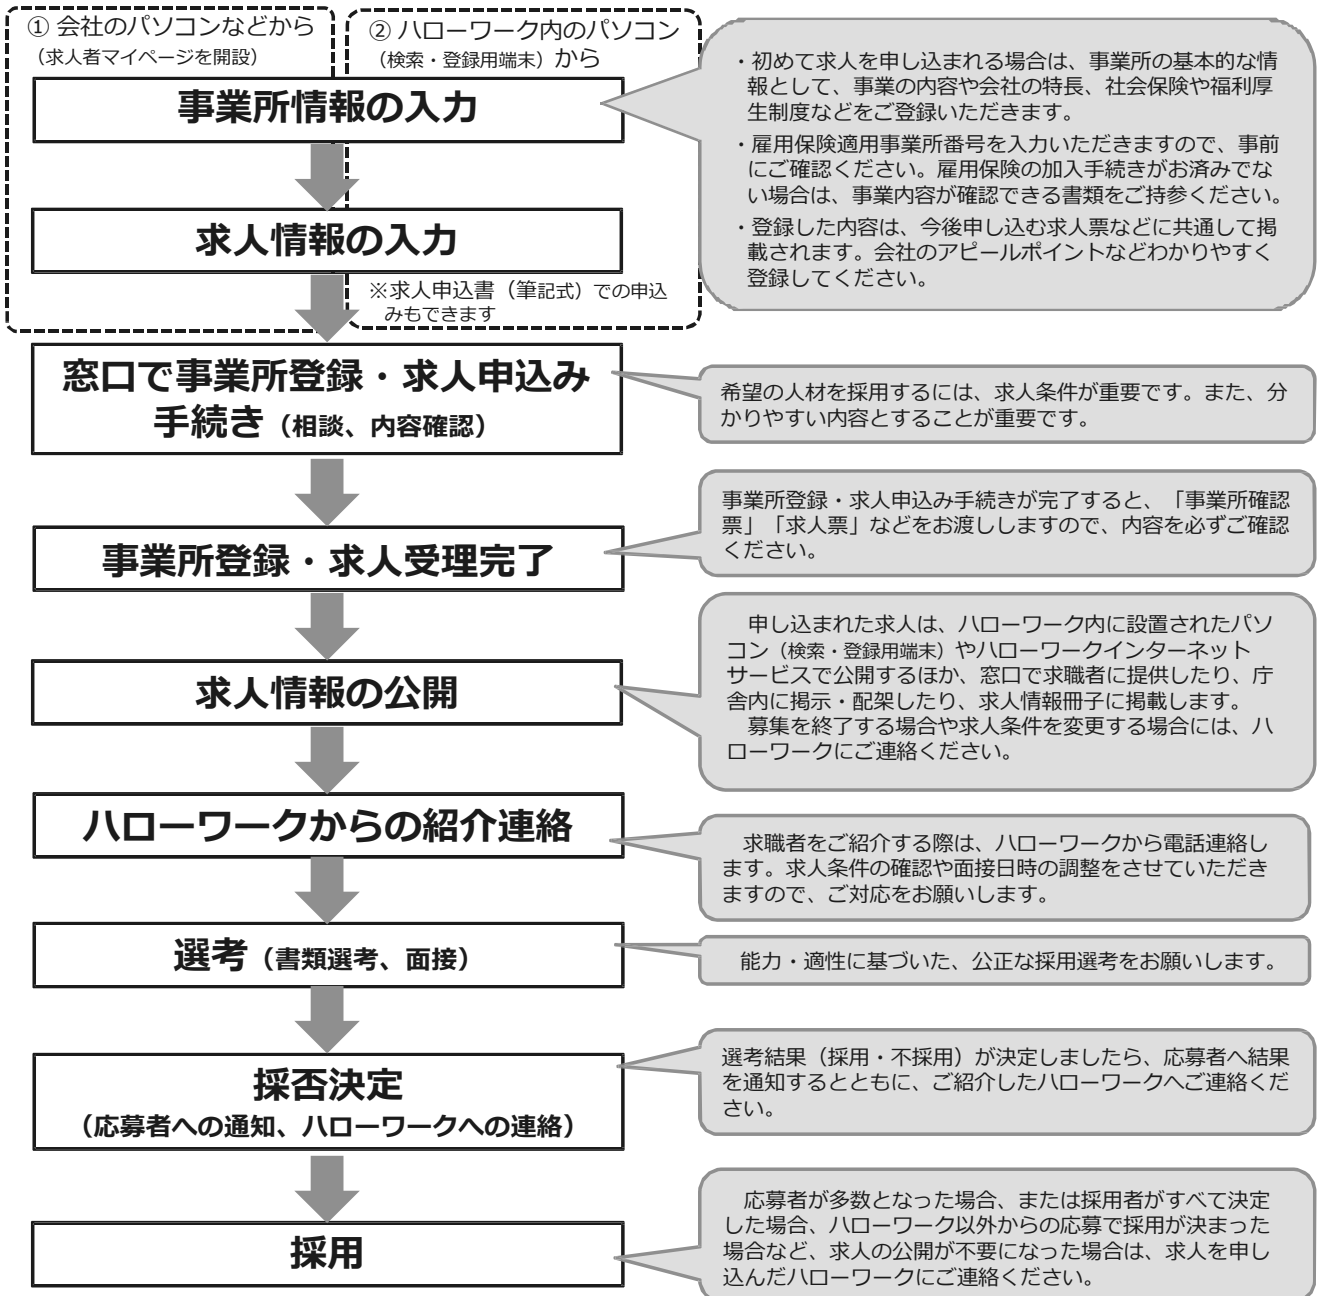 ① 会社のパソコンなどから
（求人者マイページを開設）
② ハローワーク内のパソコン
（検索・登録用端末）から
事業所情報の入力
・初めて求人を申し込まれる場合は、事業所の基本的な情
報として、事業の内容や会社の特長、社会保険や福利厚
生制度などをご登録いただきます。
・雇用保険適用事業所番号を入力いただきますので、事前
にご確認ください。雇用保険の加入手続きがお済みでな
い場合は、事業内容が確認できる書類をご持参ください。
・登録した内容は、今後申し込む求人票などに共通して掲
載されます。会社のアピールポイントなどわかりやすく
登録してください。
求人情報の入力
※求人申込書（筆記式）での申込
みもできます
窓口で事業所登録・求人申込み
手続き（相談、内容確認）
希望の人材を採用するには、求人条件が重要です。また、分
かりやすい内容とすることが重要です。
事業所登録・求人受理完了
事業所登録・求人申込み手続きが完了すると、「事業所確認
票」「求人票」などをお渡ししますので、内容を必ずご確認
ください。
求人情報の公開
申し込まれた求人は、ハローワーク内に設置されたパソ
コン（検索・登録用端末）やハローワークインターネット
サービスで公開するほか、窓口で求職者に提供したり、庁
舎内に掲示・配架したり、求人情報冊子に掲載します。
募集を終了する場合や求人条件を変更する場合には、ハ
ローワークにご連絡ください。
ハローワークからの紹介連絡
求職者をご紹介する際は、ハローワークから電話連絡し
ます。求人条件の確認や面接日時の調整をさせていただき
ますので、ご対応をお願いします。
選考（書類選考、面接）
能力・適性に基づいた、公正な採用選考をお願いします。
採否決定
（応募者への通知、ハローワークへの連絡）
選考結果（採用・不採用）が決定しましたら、応募者へ結果
を通知するとともに、ご紹介したハローワークへご連絡くだ
さい。
採用
応募者が多数となった場合、または採用者がすべて決定
した場合、ハローワーク以外からの応募で採用が決まった
場合など、求人の公開が不要になった場合は、求人を申し
込んだハローワークにご連絡ください。